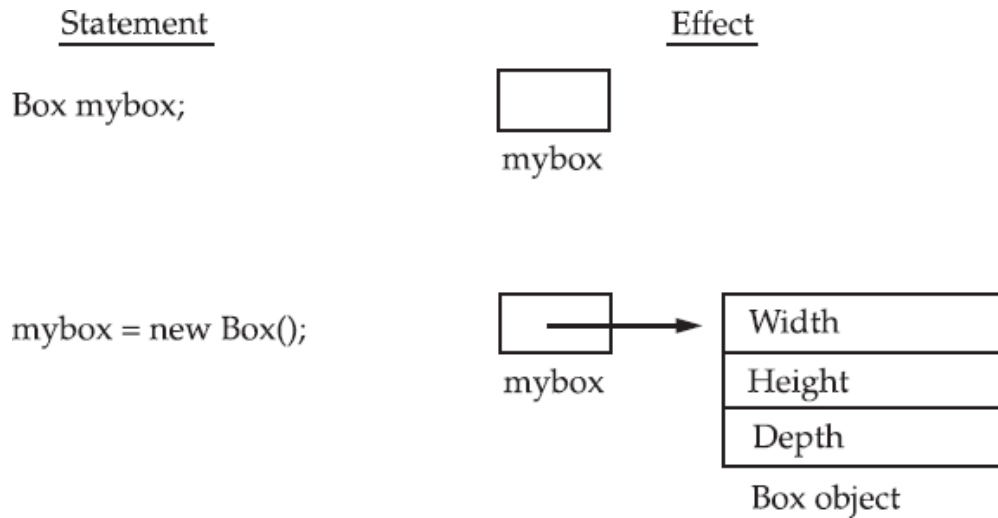 Statement
Effect
Box mybox;
mybox
mybox = new Box();
mybox
Width
Height
Depth
Box object